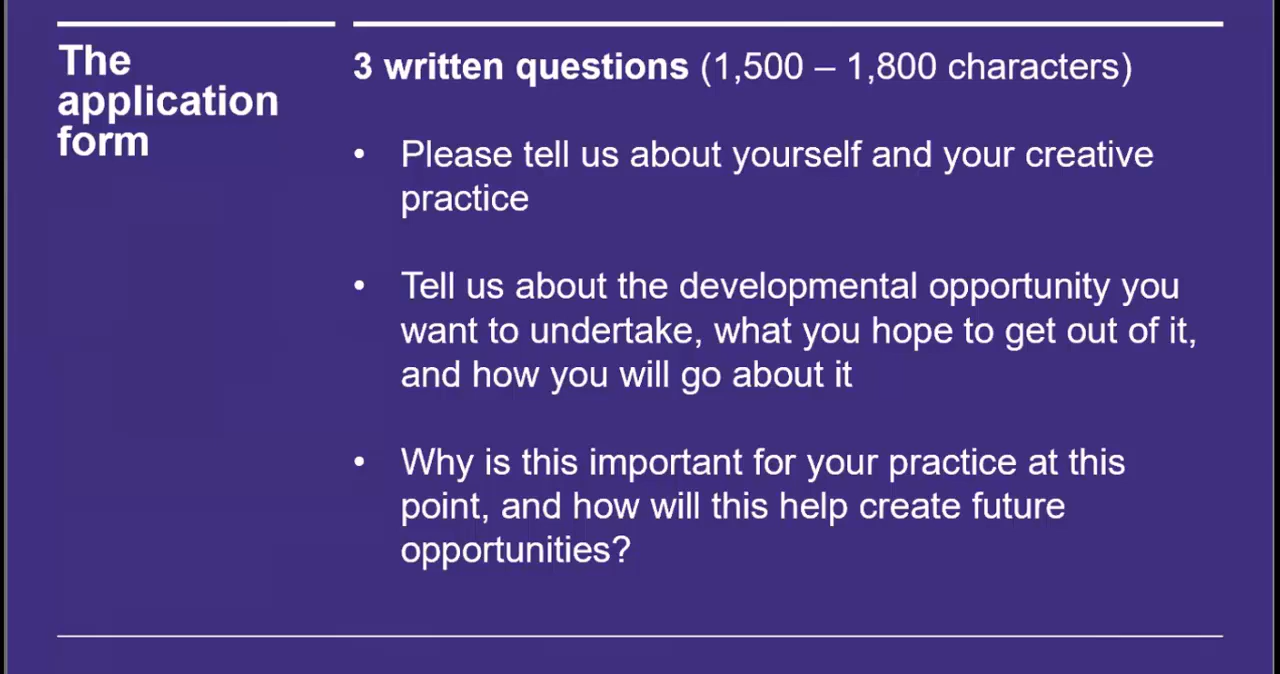 The
application
form
3 written questions (1,500 – 1,800 characters)
• Please tell us about yourself and your creative
practice
• Tell us about the developmental opportunity you
want to undertake, what you hope to get out of it,
and how you will go about it
• Why is this important for your practice at this
point, and how will this help create future
opportunities?